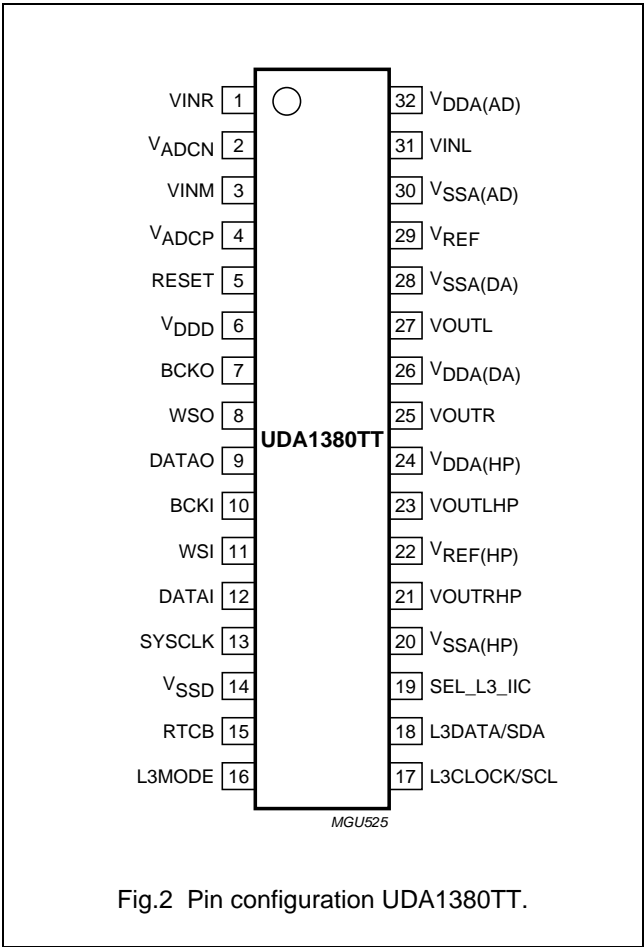 VINR 1 32 VDDA(AD)
VADCN 2 31 VINL
VINM 3 30 VSSA(AD)
VADCP 4 29 VREF
RESET 5 28 VSSA(DA)
VDDD 6 27 VOUTL
BCKO 7 26 VDDA(DA)
WSO 8 25 VOUTR
UDA1380TT
DATAO 9 24 VDDA(HP)
BCKI 10 23 VOUTLHP
WSI 11 22 VREF(HP)
DATAI 12 21 VOUTRHP
SYSCLK 13 20 VSSA(HP)
VSSD 14 19 SEL_L3_IIC
RTCB 15 18 L3DATA/SDA
L3MODE 16 17 L3CLOCK/SCL
MGU525
Fig.2 Pin configuration UDA1380TT.